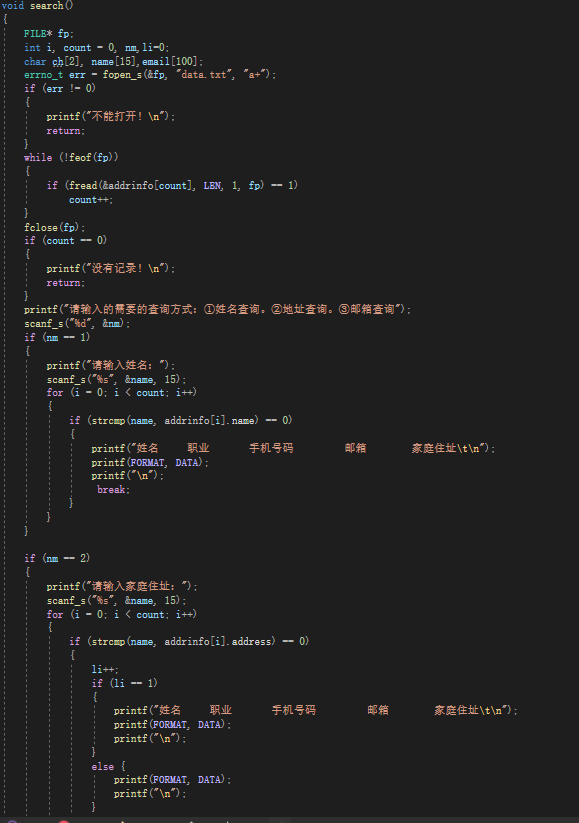 void search()
{
FILE* fp;
int i, count = 0, nm,li=0;
char ch[2], name[15],email[100];
errno_t err = fopen_s(&fp, "data.txt", "a+");
if (err != 0)
{
printf("不能打开！\n");
return;
}
while (!feof(fp))
{
if (fread(&addrinfo[count], LEN, 1, fp) == 1)
count++;
}
fclose(fp);
if (count == 0)
{
printf("没有记录！\n");
return;
}
printf("请输入的需要的查询方式：①姓名查询。②地址查询。③邮箱查询");
scanf_s("%d", &nm);
if (nm == 1)
{
printf("请输入姓名：");
scanf_s("%s", &name, 15);
for (i = 0; i < count; i++)
{
if (strcmp(name, addrinfo[i].name) == 0)
{
printf("姓名    职业      手机号码        邮箱       家庭住址\t\n");
printf(FORMAT, DATA);
printf("\n");
break;
}
}
}
if (nm == 2)
{
printf("请输入家庭住址：");
scanf_s("%s", &name, 15);
for (i = 0; i < count; i++)
{
if (strcmp(name, addrinfo[i].address) == 0)
{
li++;
if (li == 1)
{
printf("姓名    职业      手机号码        邮箱       家庭住址\t\n");
printf(FORMAT, DATA);
printf("\n");
}
else {
printf(FORMAT, DATA);
printf("\n");
}